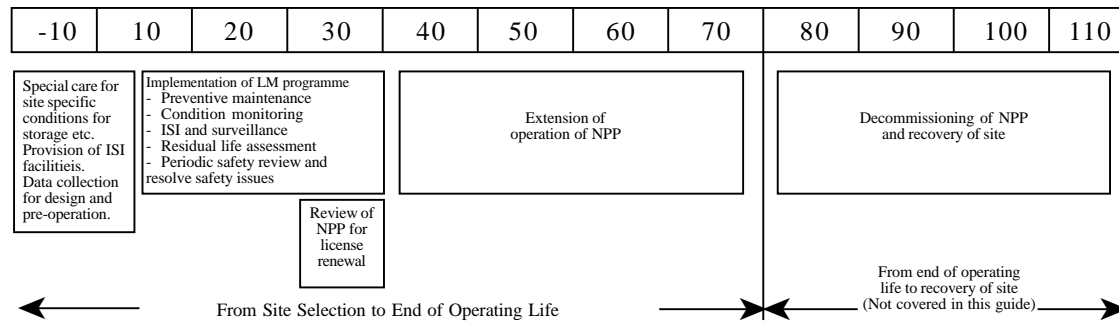 -10 10 20 30 40 50 60 70 80 90 100 110
Special care for
site specific
conditions for
storage etc.
Provision of ISI
facilitieis.
Data collection
for design and
pre-operation.
Implementation of LM programme
- Preventive maintenance
- Condition monitoring
- ISI and surveillance
- Residual life assessment
- Periodic safety review and
resolve safety issues
Review of
NPP for
license
renewal
Extension of
operation of NPP
Decommissioning of NPP
and recovery of site
From Site Selection to End of Operating Life
From end of operating
life to recovery of site
(Not covered in this guide)